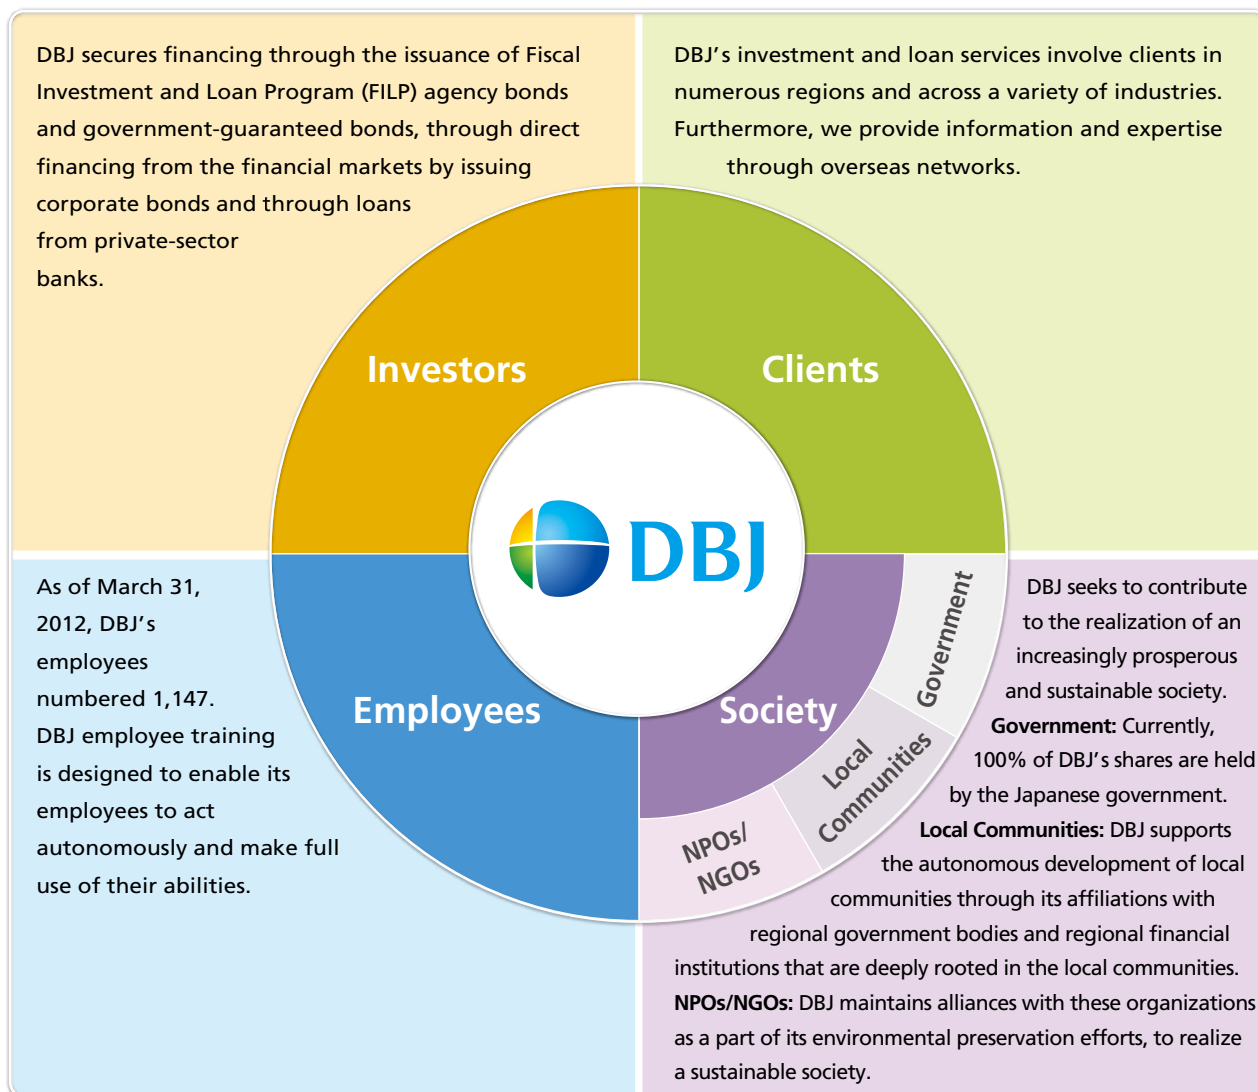 DBJ secures financing through the issuance of Fiscal
Investment and Loan Program (FILP) agency bonds
and government-guaranteed bonds, through direct
financing from the financial markets by issuing
corporate bonds and through loans
from private-sector
banks.
DBJ's investment and loan services involve clients in
numerous regions and across a variety of industries.
Furthermore, we provide information and expertise
through overseas networks.
Investors
Clients
DBJ
Employees
Society
Government
Local
Communities
NPOs/
NGOs
As of March 31,
2012, DBJ's
employees
numbered 1,147.
DBJ employee training
is designed to enable its
employees to act
autonomously and make full
use of their abilities.
DBJ seeks to contribute
to the realization of an
increasingly prosperous
and sustainable society.
Government: Currently,
100% of DBJ's shares are held
by the Japanese government.
Local Communities: DBJ supports
the autonomous development of local
communities through its affiliations with
regional government bodies and regional financial
institutions that are deeply rooted in the local communities.
NPOs/NGOs: DBJ maintains alliances with these organizations
as a part of its environmental preservation efforts, to realize
a sustainable society.